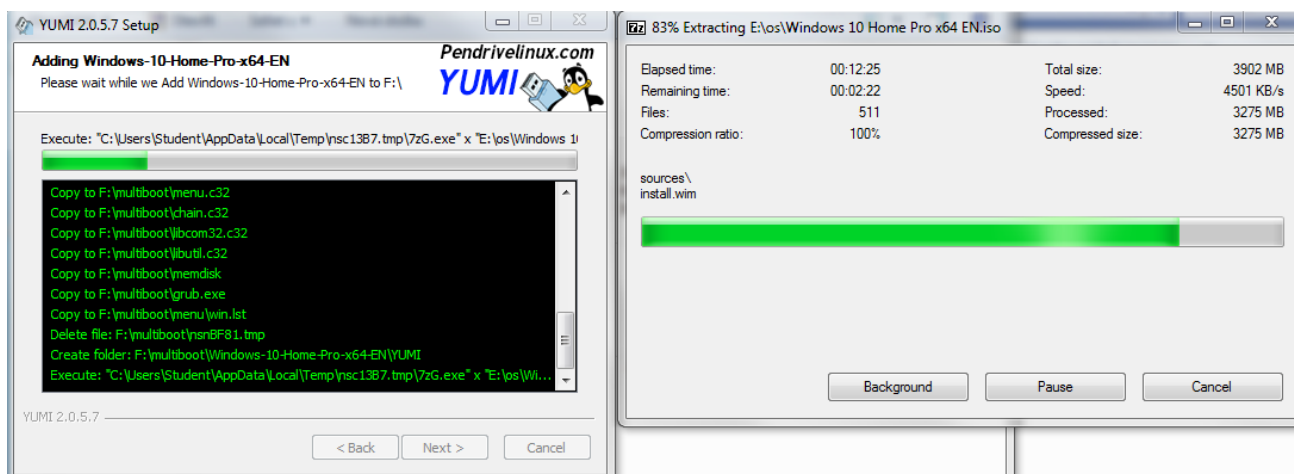 YUMI 2.0.5.7 Setup
Adding Windows-10-Home-Pro-x64-EN
Please wait while we Add Windows-10-Home-Pro-x64-EN to F:\
Pendrivelinux.com
YUMI
Execute: "C:\Users\Student\AppData\Local\Temp\nsc13B7.tmp\7zG.exe" x "E:\os\Windows 1
Copy to F:\multiboot\menu.c32
Copy to F:\multiboot\chain.c32
Copy to F:\multiboot\libcom32.c32
Copy to F:\multiboot\libutil.c32
Copy to F:\multiboot\memdisk
Copy to F:\multiboot\grub.exe
Copy to F:\multiboot\menu\win.lst
Delete file: F:\multiboot\nsnBF81.tmp
Create folder: F:\multiboot\Windows-10-Home-Pro-x64-EN\YUMI
Execute: "C:\Users\Student\AppData\Local\Temp\nsc13B7.tmp\7zG.exe" x "E:\os\Wi...
YUMI 2.0.5.7
< Back Next > Cancel
7z 83% Extracting E:\os\Windows 10 Home Pro x64 EN.iso
Elapsed time: 00:12:25 Total size: 3902 MB
Remaining time: 00:02:22 Speed: 4501 KB/s
Files: 511 Processed: 3275 MB
Compression ratio: 100% Compressed size: 3275 MB
sources\
install.wim
Background Pause Cancel